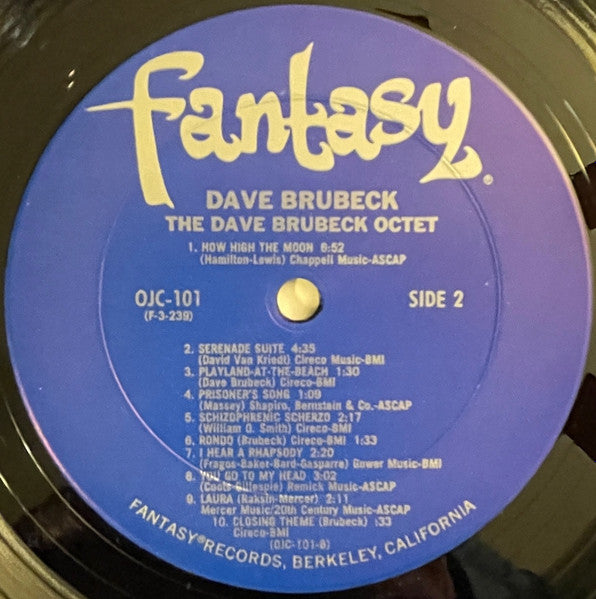 Fantasy®
DAVE BRUBECK
THE DAVE BRUBECK OCTET
1. HOW HIGH THE MOON 6:52
(Hamilton-Lewis) Chappell Music-ASCAP
OJC-101
(F-3-239)
SIDE 2
2. SERENADE SUITE 4:35
(David Van Kriedt) Cireco Music-BMI
3. PLAYLAND-AT-THE-BEACH 1:30
(Dave Brubeck) Cireco-BMI
4. PRISONER'S SONG 1:09
(Massey) Shapiro, Bernstein & Co.-ASCAP
5. SCHIZOPHRENIC SCHERZO 2:17
(William O. Smith) Cireco-BMI
6. RONDO (Brubeck) Cireco-BMI 1:33
7. I HEAR A RHAPSODY 2:20
(Fragos-Baker-Bard-Gasparre) Gower Music-BMI
8. YOU GO TO MY HEAD 3:02
(Coots-Gillespie) Remick Music-ASCAP
9. LAURA (Raksin-Mercer) 2:11
Mercer Music/20th Century Music-ASCAP
10. CLOSING THEME (Brubeck) :33
Cireco-BMI
(OJC-101-B)
FANTASY® RECORDS, BERKELEY, CALIFORNIA